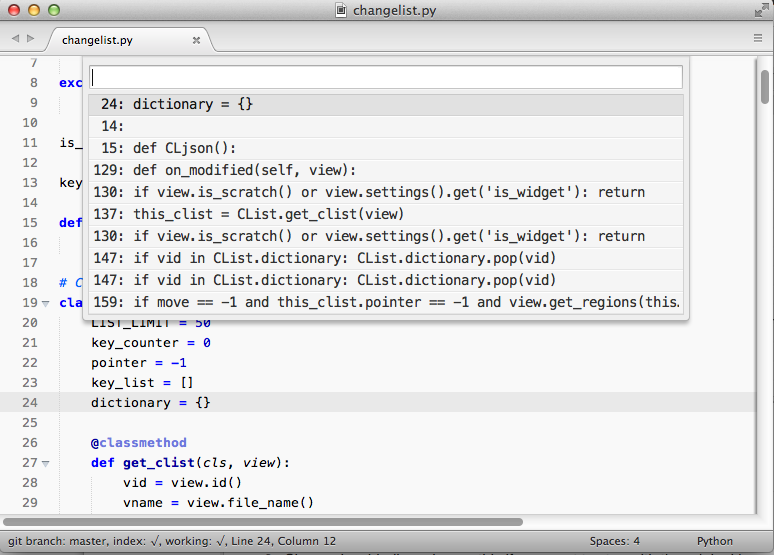 changelist.py
changelist.py
24: dictionary = {}
14:
15: def CLjson():
129: def on_modified(self, view):
130: if view.is_scratch() or view.settings().get('is_widget'): return
137: this_clist = CList.get_clist(view)
130: if view.is_scratch() or view.settings().get('is_widget'): return
147: if vid in CList.dictionary: CList.dictionary.pop(vid)
147: if vid in CList.dictionary: CList.dictionary.pop(vid)
159: if move == -1 and this_clist.pointer == -1 and view.get_regions(this.
7
8 exc
9
10
11 is_
12
13 key
14
15 def
16
17
18 # C
19 cla
20 LIST_LIMIT = 50
21 key_counter = 0
22 pointer = -1
23 key_list = []
24 dictionary = {}
25
26 @classmethod
27 def get_clist(cls, view):
28 vid = view.id()
29 vname = view.file_name()
git branch: master, index: √, working: √, Line 24, Column 12 Spaces: 4 Python